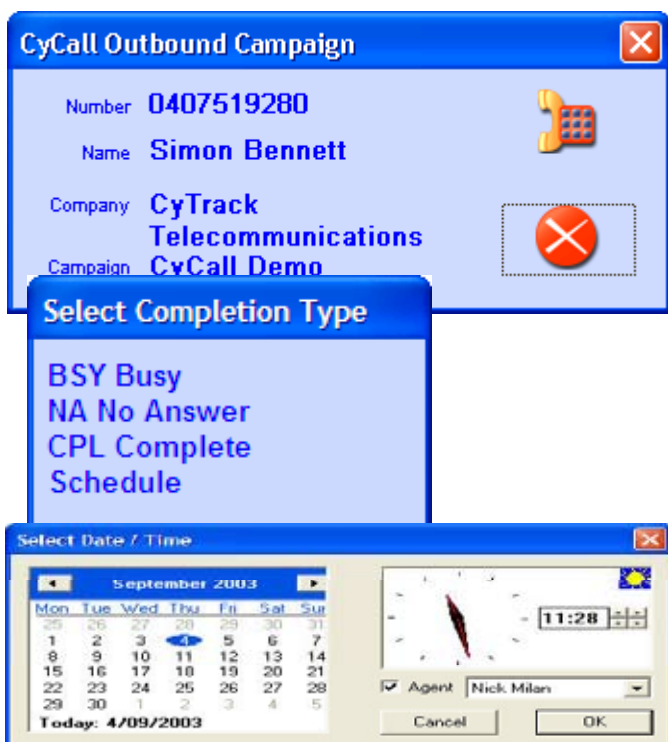 CyCall Outbound Campaign
Number 0407519280
Name Simon Bennett
Company CyTrack
Telecommunications
Campaign CyCall Demo
Select Completion Type
BSY Busy
NA No Answer
CPL Complete
Schedule
Select Date / Time
September 2003
Mon Tue Wed Thu Fri Sat Sun
25 26 27 28 29 30 31
1 2 3 4 5 6 7
8 9 10 11 12 13 14
15 16 17 18 19 20 21
22 23 24 25 26 27 28
29 30 1 2 3 4 5
Today: 4/09/2003
11:28
Agent Nick Milan
Cancel OK